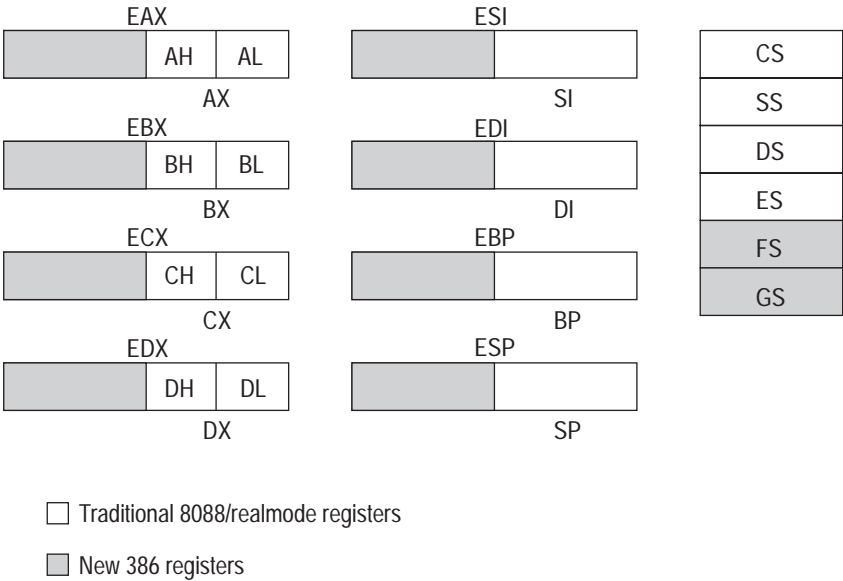 EAX
AH AL
AX
EBX
BH BL
BX
ECX
CH CL
CX
EDX
DH DL
DX
ESI
SI
EDI
DI
EBP
BP
ESP
SP
CS
SS
DS
ES
FS
GS
Traditional 8088/realmode registers
New 386 registers